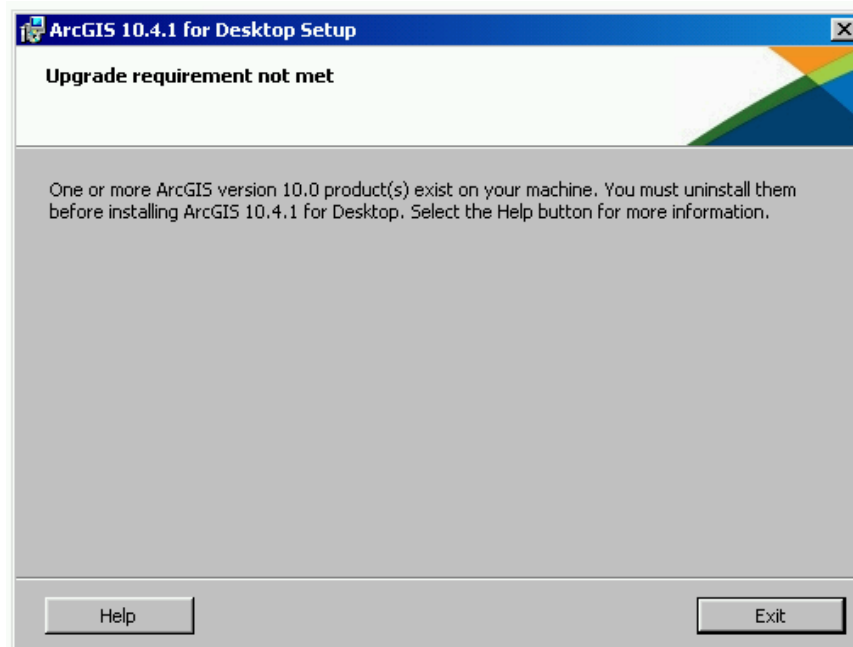 ArcGIS 10.4.1 for Desktop Setup
Upgrade requirement not met
One or more ArcGIS version 10.0 product(s) exist on your machine. You must uninstall them
before installing ArcGIS 10.4.1 for Desktop. Select the Help button for more information.
Help
Exit